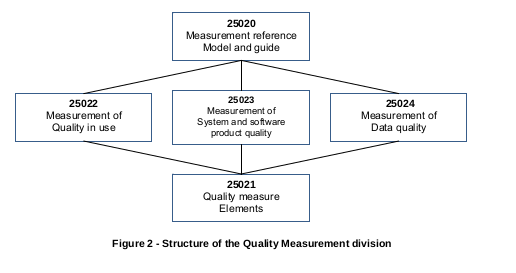 25020
Measurement reference
Model and guide
25022
Measurement of
Quality in use
25023
Measurement of
System and software
product quality
25024
Measurement of
Data quality
25021
Quality measure
Elements
Figure 2 - Structure of the Quality Measurement division